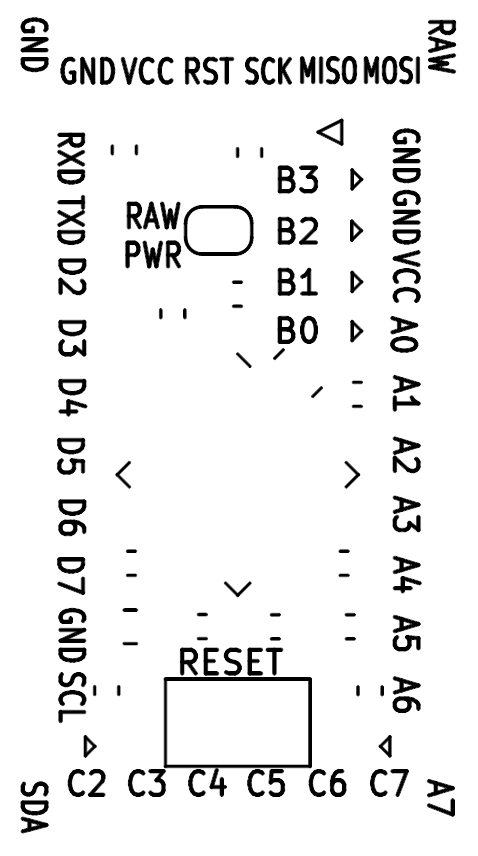 GND
RAW
GND VCC RST SCK MISO MOSI
RXD
TXD
D2
D3
D4
D5
D6
D7
GND
SCL
RAW
PWR
B3
B2
B1
B0
GND
GND
VCC
A0
A1
A2
A3
A4
A5
A6
RESET
SDA
C2 C3 C4 C5 C6 C7
A7